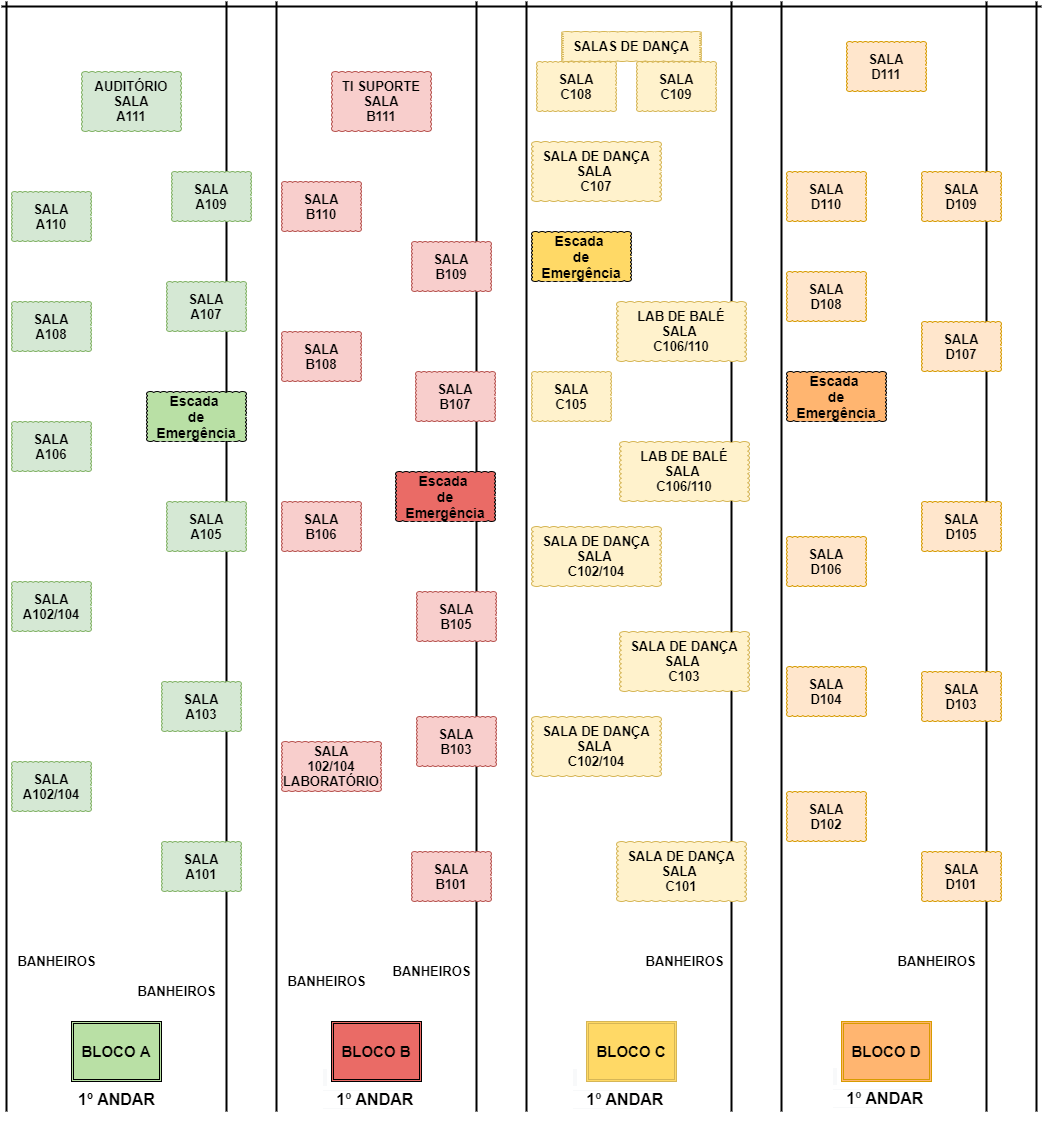 AUDITÓRIO
SALA
A111
SALA
A109
SALA
A110
SALA
A107
SALA
A108
Escada
de
Emergência
SALA
A106
SALA
A105
SALA
A102/104
SALA
A103
SALA
A102/104
SALA
A101
BANHEIROS
BANHEIROS
BLOCO A
1º ANDAR
TI SUPORTE
SALA
B111
SALA
B110
SALA
B109
SALA
B108
SALA
B107
Escada
de
Emergência
SALA
B106
SALA
B105
SALA
B103
SALA
102/104
LABORATÓRIO
SALA
B101
BANHEIROS
BANHEIROS
BLOCO B
1º ANDAR
SALAS DE DANÇA
SALA
C108
SALA
C109
SALA DE DANÇA
SALA
C107
Escada
de
Emergência
LAB DE BALÉ
SALA
C106/110
SALA
C105
LAB DE BALÉ
SALA
C106/110
SALA DE DANÇA
SALA
C102/104
SALA DE DANÇA
SALA
C103
SALA DE DANÇA
SALA
C102/104
SALA DE DANÇA
SALA
C101
BANHEIROS
BLOCO C
1º ANDAR
SALA
D111
SALA
D110
SALA
D109
SALA
D108
SALA
D107
Escada
de
Emergência
SALA
D105
SALA
D106
SALA
D104
SALA
D103
SALA
D102
SALA
D101
BANHEIROS
BLOCO D
1º ANDAR